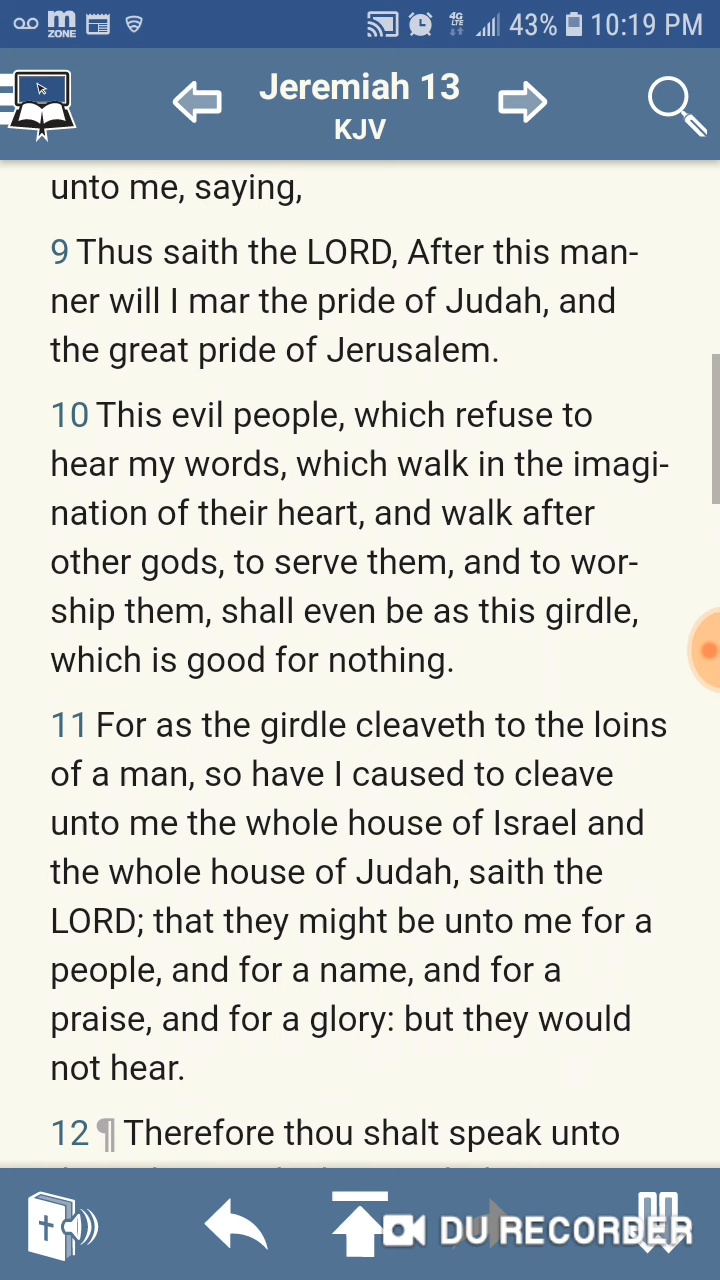 m ZONE 4G LTE 43% 10:19 PM
Jeremiah 13
KJV
unto me, saying,
9 Thus saith the LORD, After this man-
ner will I mar the pride of Judah, and
the great pride of Jerusalem.
10 This evil people, which refuse to
hear my words, which walk in the imagi-
nation of their heart, and walk after
other gods, to serve them, and to wor-
ship them, shall even be as this girdle,
which is good for nothing.
11 For as the girdle cleaveth to the loins
of a man, so have I caused to cleave
unto me the whole house of Israel and
the whole house of Judah, saith the
LORD; that they might be unto me for a
people, and for a name, and for a
praise, and for a glory: but they would
not hear.
12 ¶ Therefore thou shalt speak unto
DU RECORDER